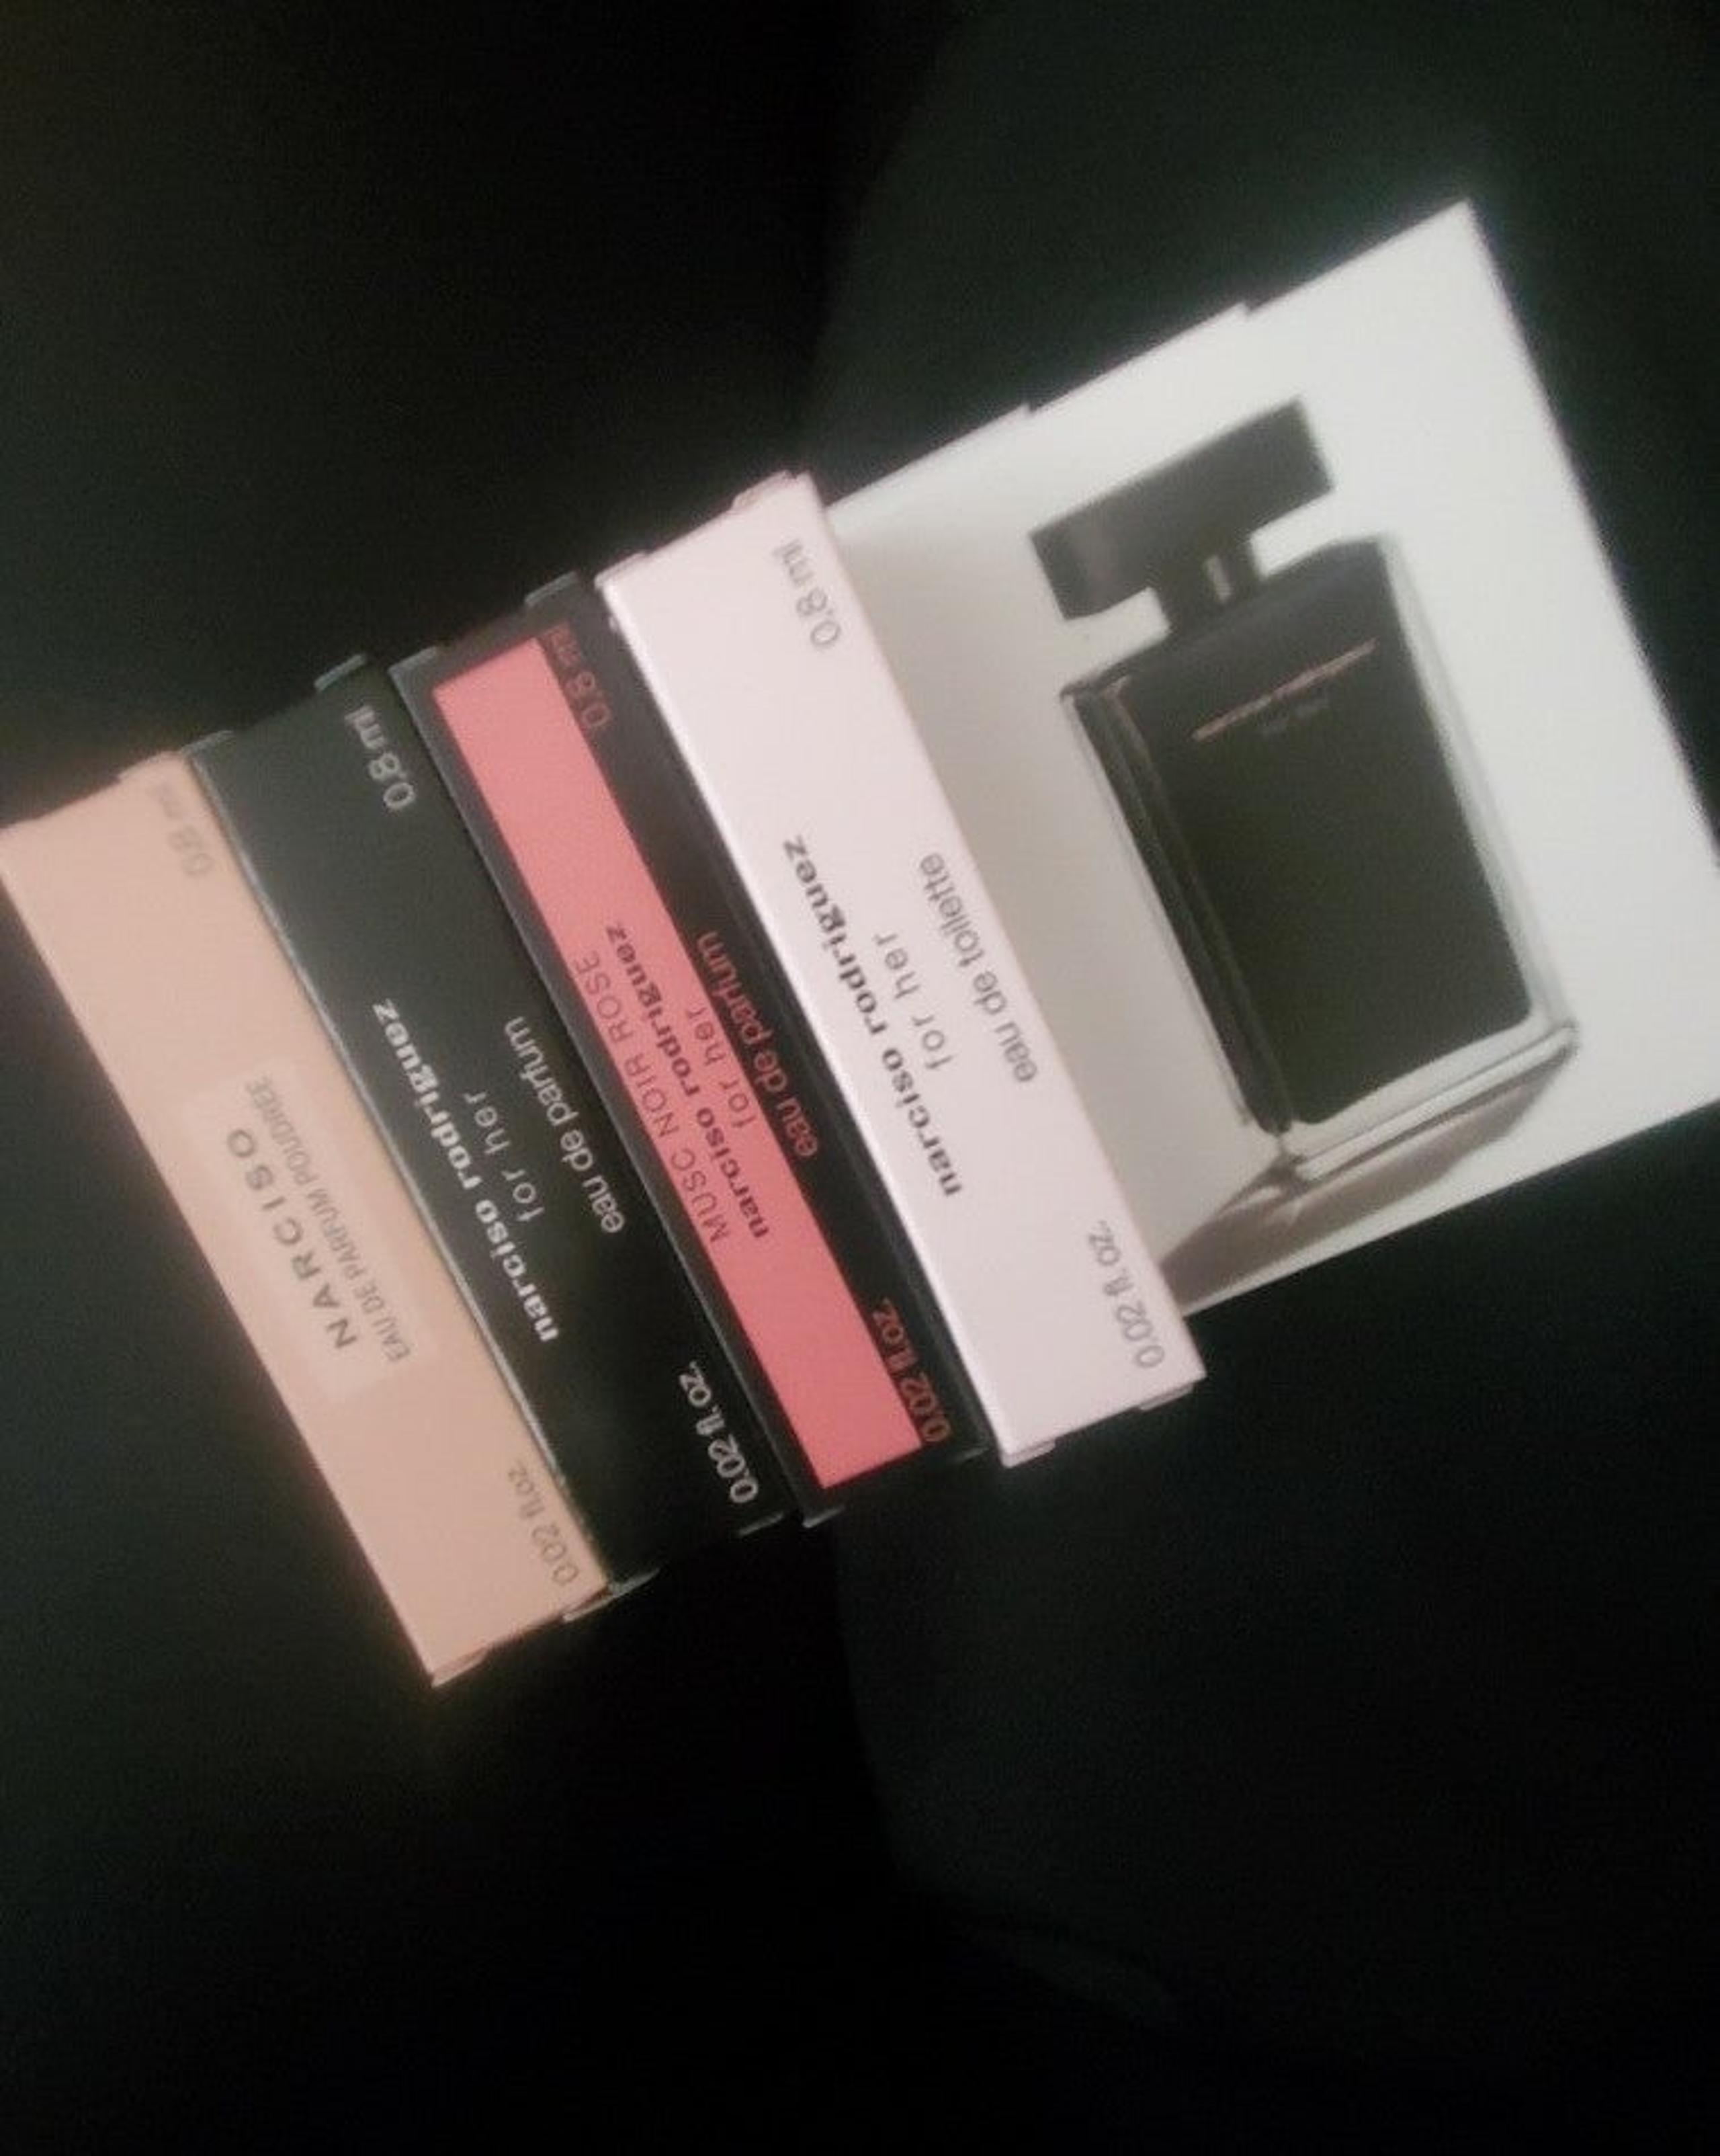 NARCISO
EAU DE PARFUM POUDRÉE
0.02 fl.oz.
0,8 ml
narciso rodriguez
for her
eau de parfum
0.02 fl. oz.
0,8 ml
MUSC NOIR ROSE
narciso rodriguez
for her
eau de parfum
0.02 fl.oz.
0,8 ml
narciso rodriguez
for her
eau de toilette
0.02 fl. oz.
0,8 ml